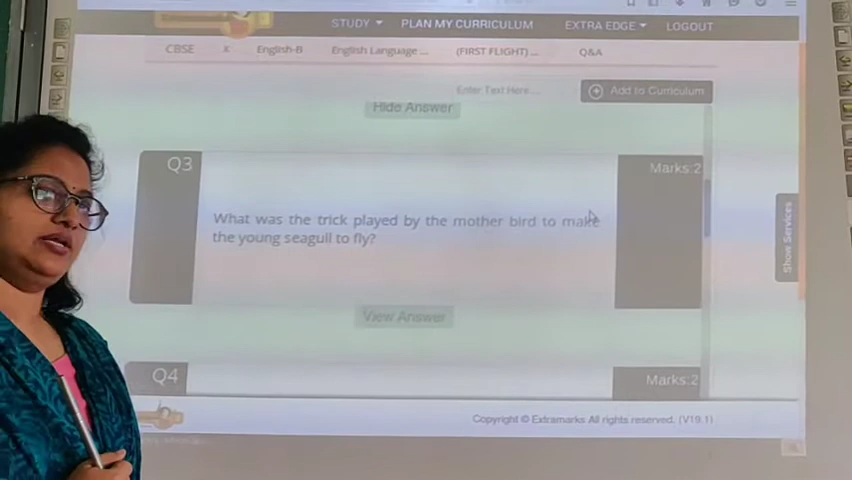 STUDY PLAN MY CURRICULUM EXTRA EDGE LOGOUT
CBSE X English-B English Language ... (FIRST FLIGHT) ... Q&A
Enter Text Here... Add to Curriculum
Hide Answer
Q3 Marks:2
What was the trick played by the mother bird to make
the young seagull to fly?
Show Services
View Answer
Q4 Marks:2
Copyright © Extramarks All rights reserved. (V19.1)